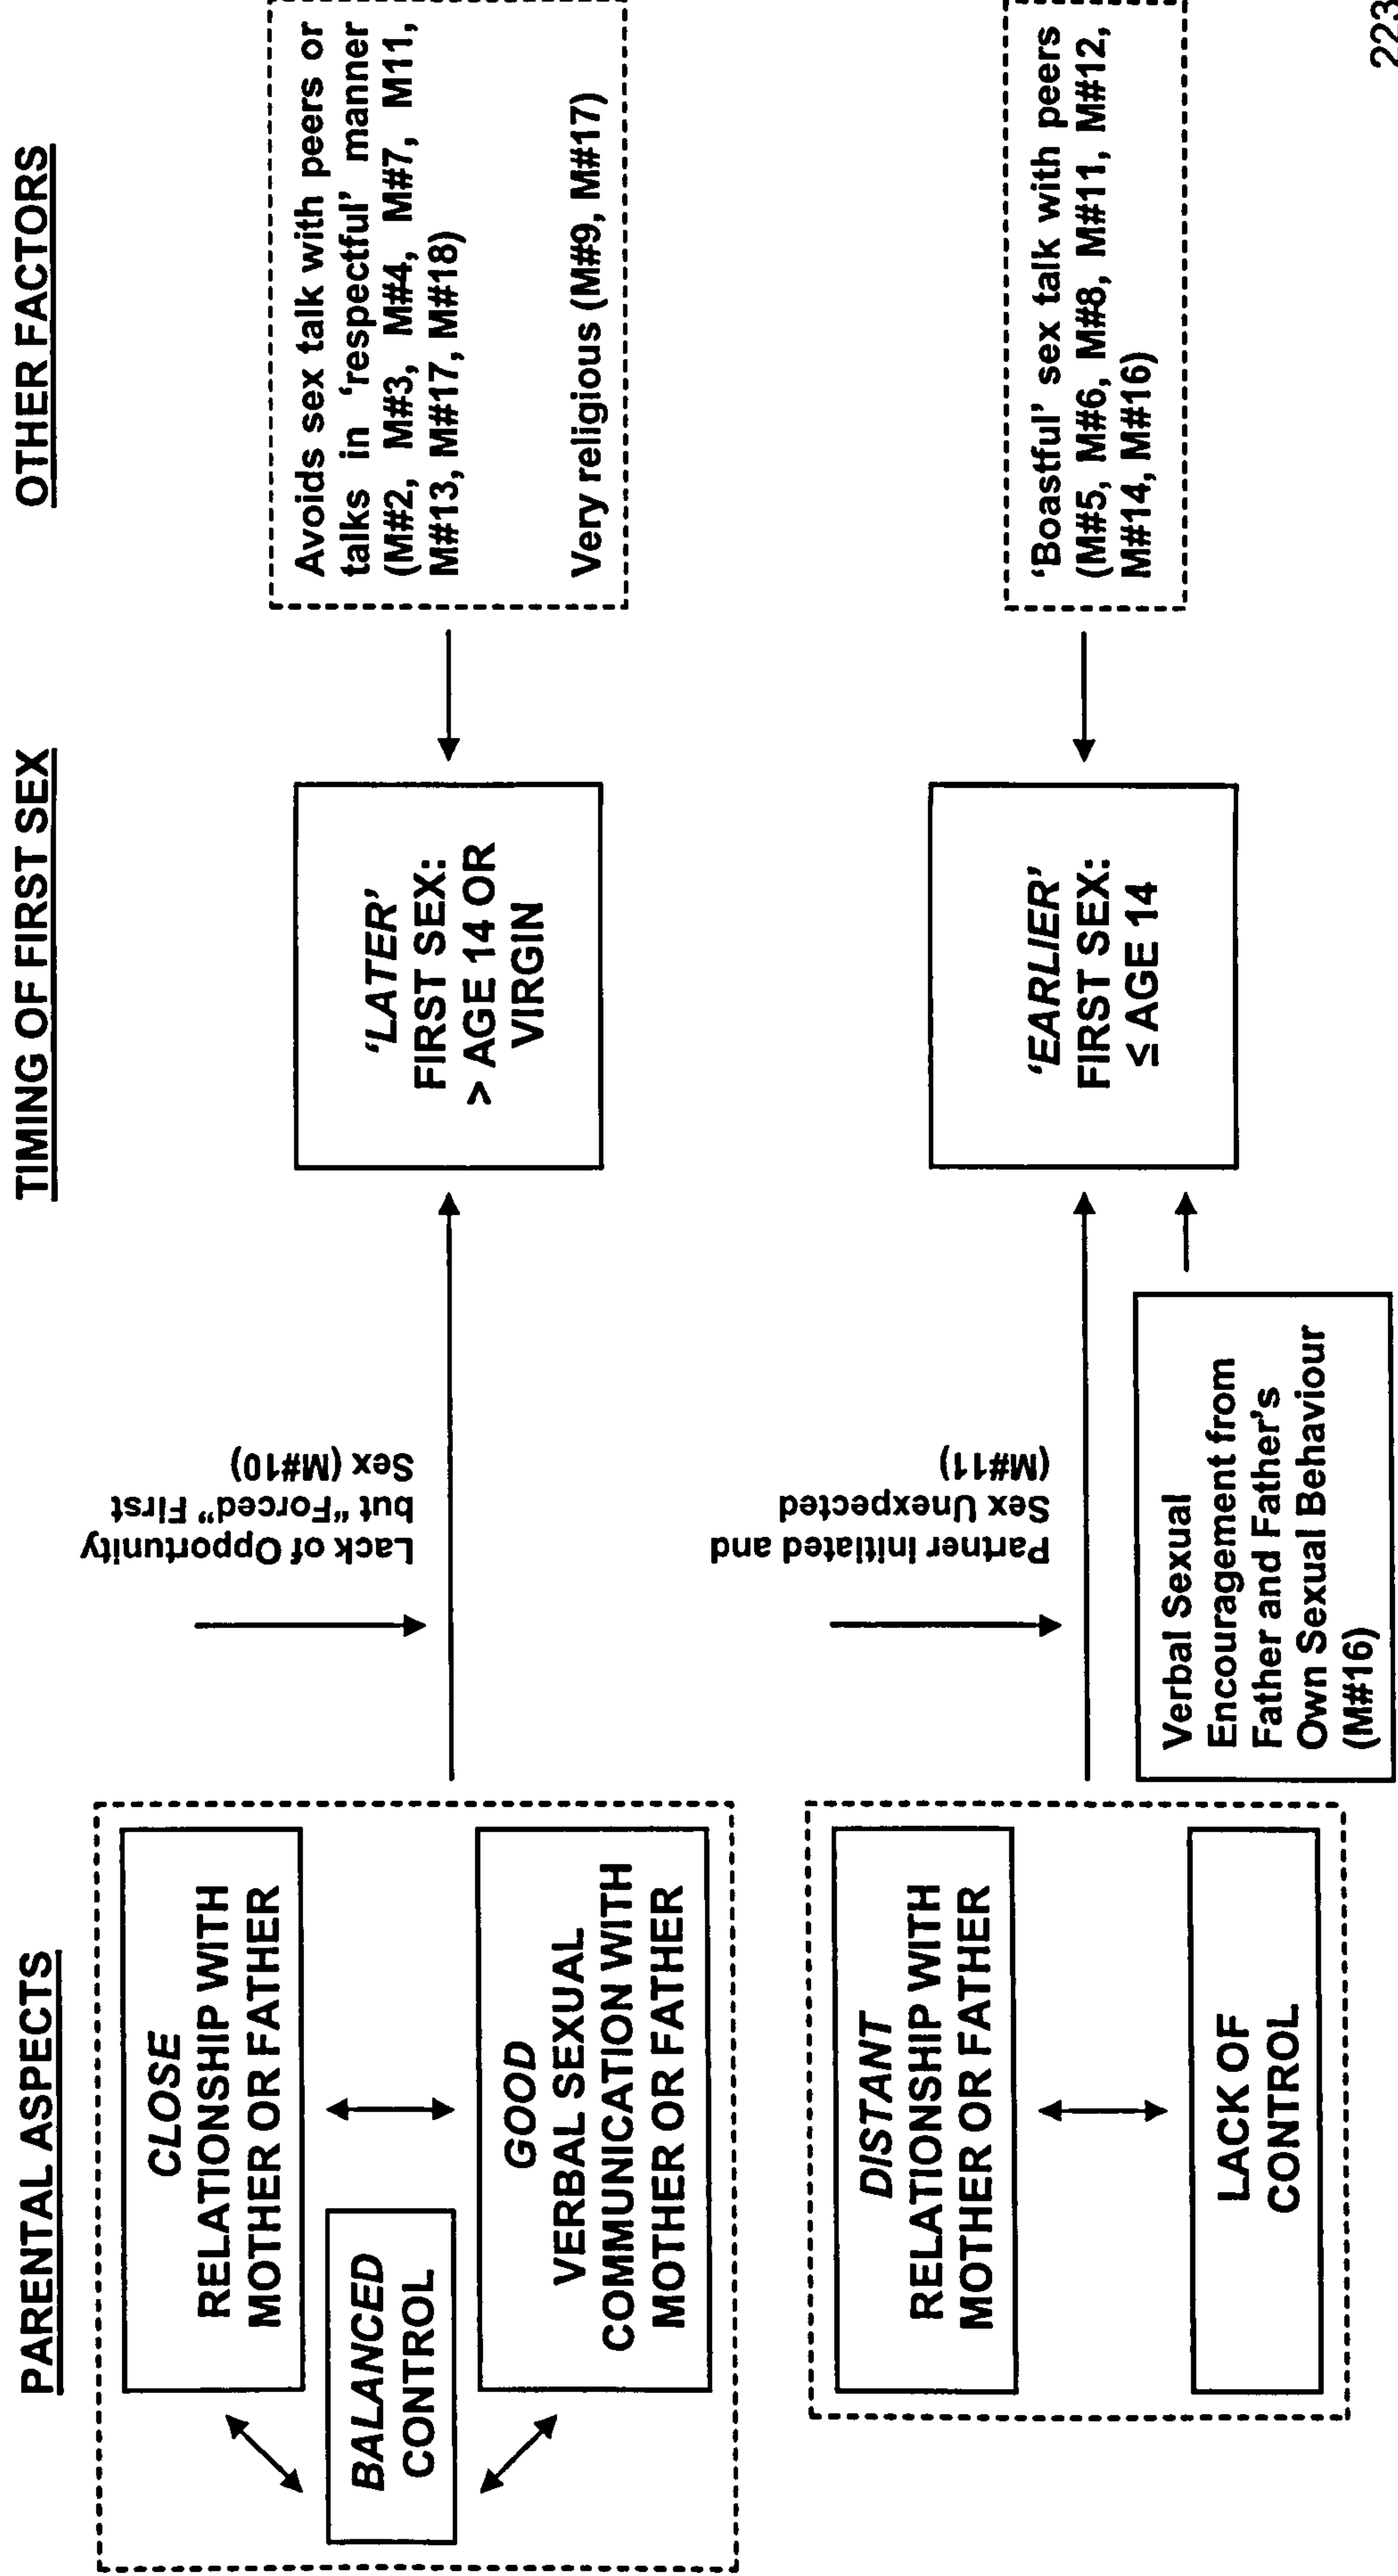 PARENTAL ASPECTS
TIMING OF FIRST SEX
OTHER FACTORS
CLOSE
RELATIONSHIP WITH
MOTHER OR FATHER
BALANCED
CONTROL
GOOD
VERBAL SEXUAL
COMMUNICATION WITH
MOTHER OR FATHER
Lack of Opportunity
but "Forced" First
Sex (M#10)
'LATER'
FIRST SEX:
> AGE 14 OR
VIRGIN
Avoids sex talk with peers or
talks in 'respectful' manner
(M#2, M#3, M#4, M#7, M11,
M#13, M#17, M#18)
Very religious (M#9, M#17)
DISTANT
RELATIONSHIP WITH
MOTHER OR FATHER
LACK OF
CONTROL
Partner initiated and
Sex Unexpected
(M#11)
Verbal Sexual
Encouragement from
Father and Father's
Own Sexual Behaviour
(M#16)
'EARLIER'
FIRST SEX:
≤ AGE 14
'Boastful' sex talk with peers
(M#5, M#6, M#8, M#11, M#12,
M#14, M#16)
223